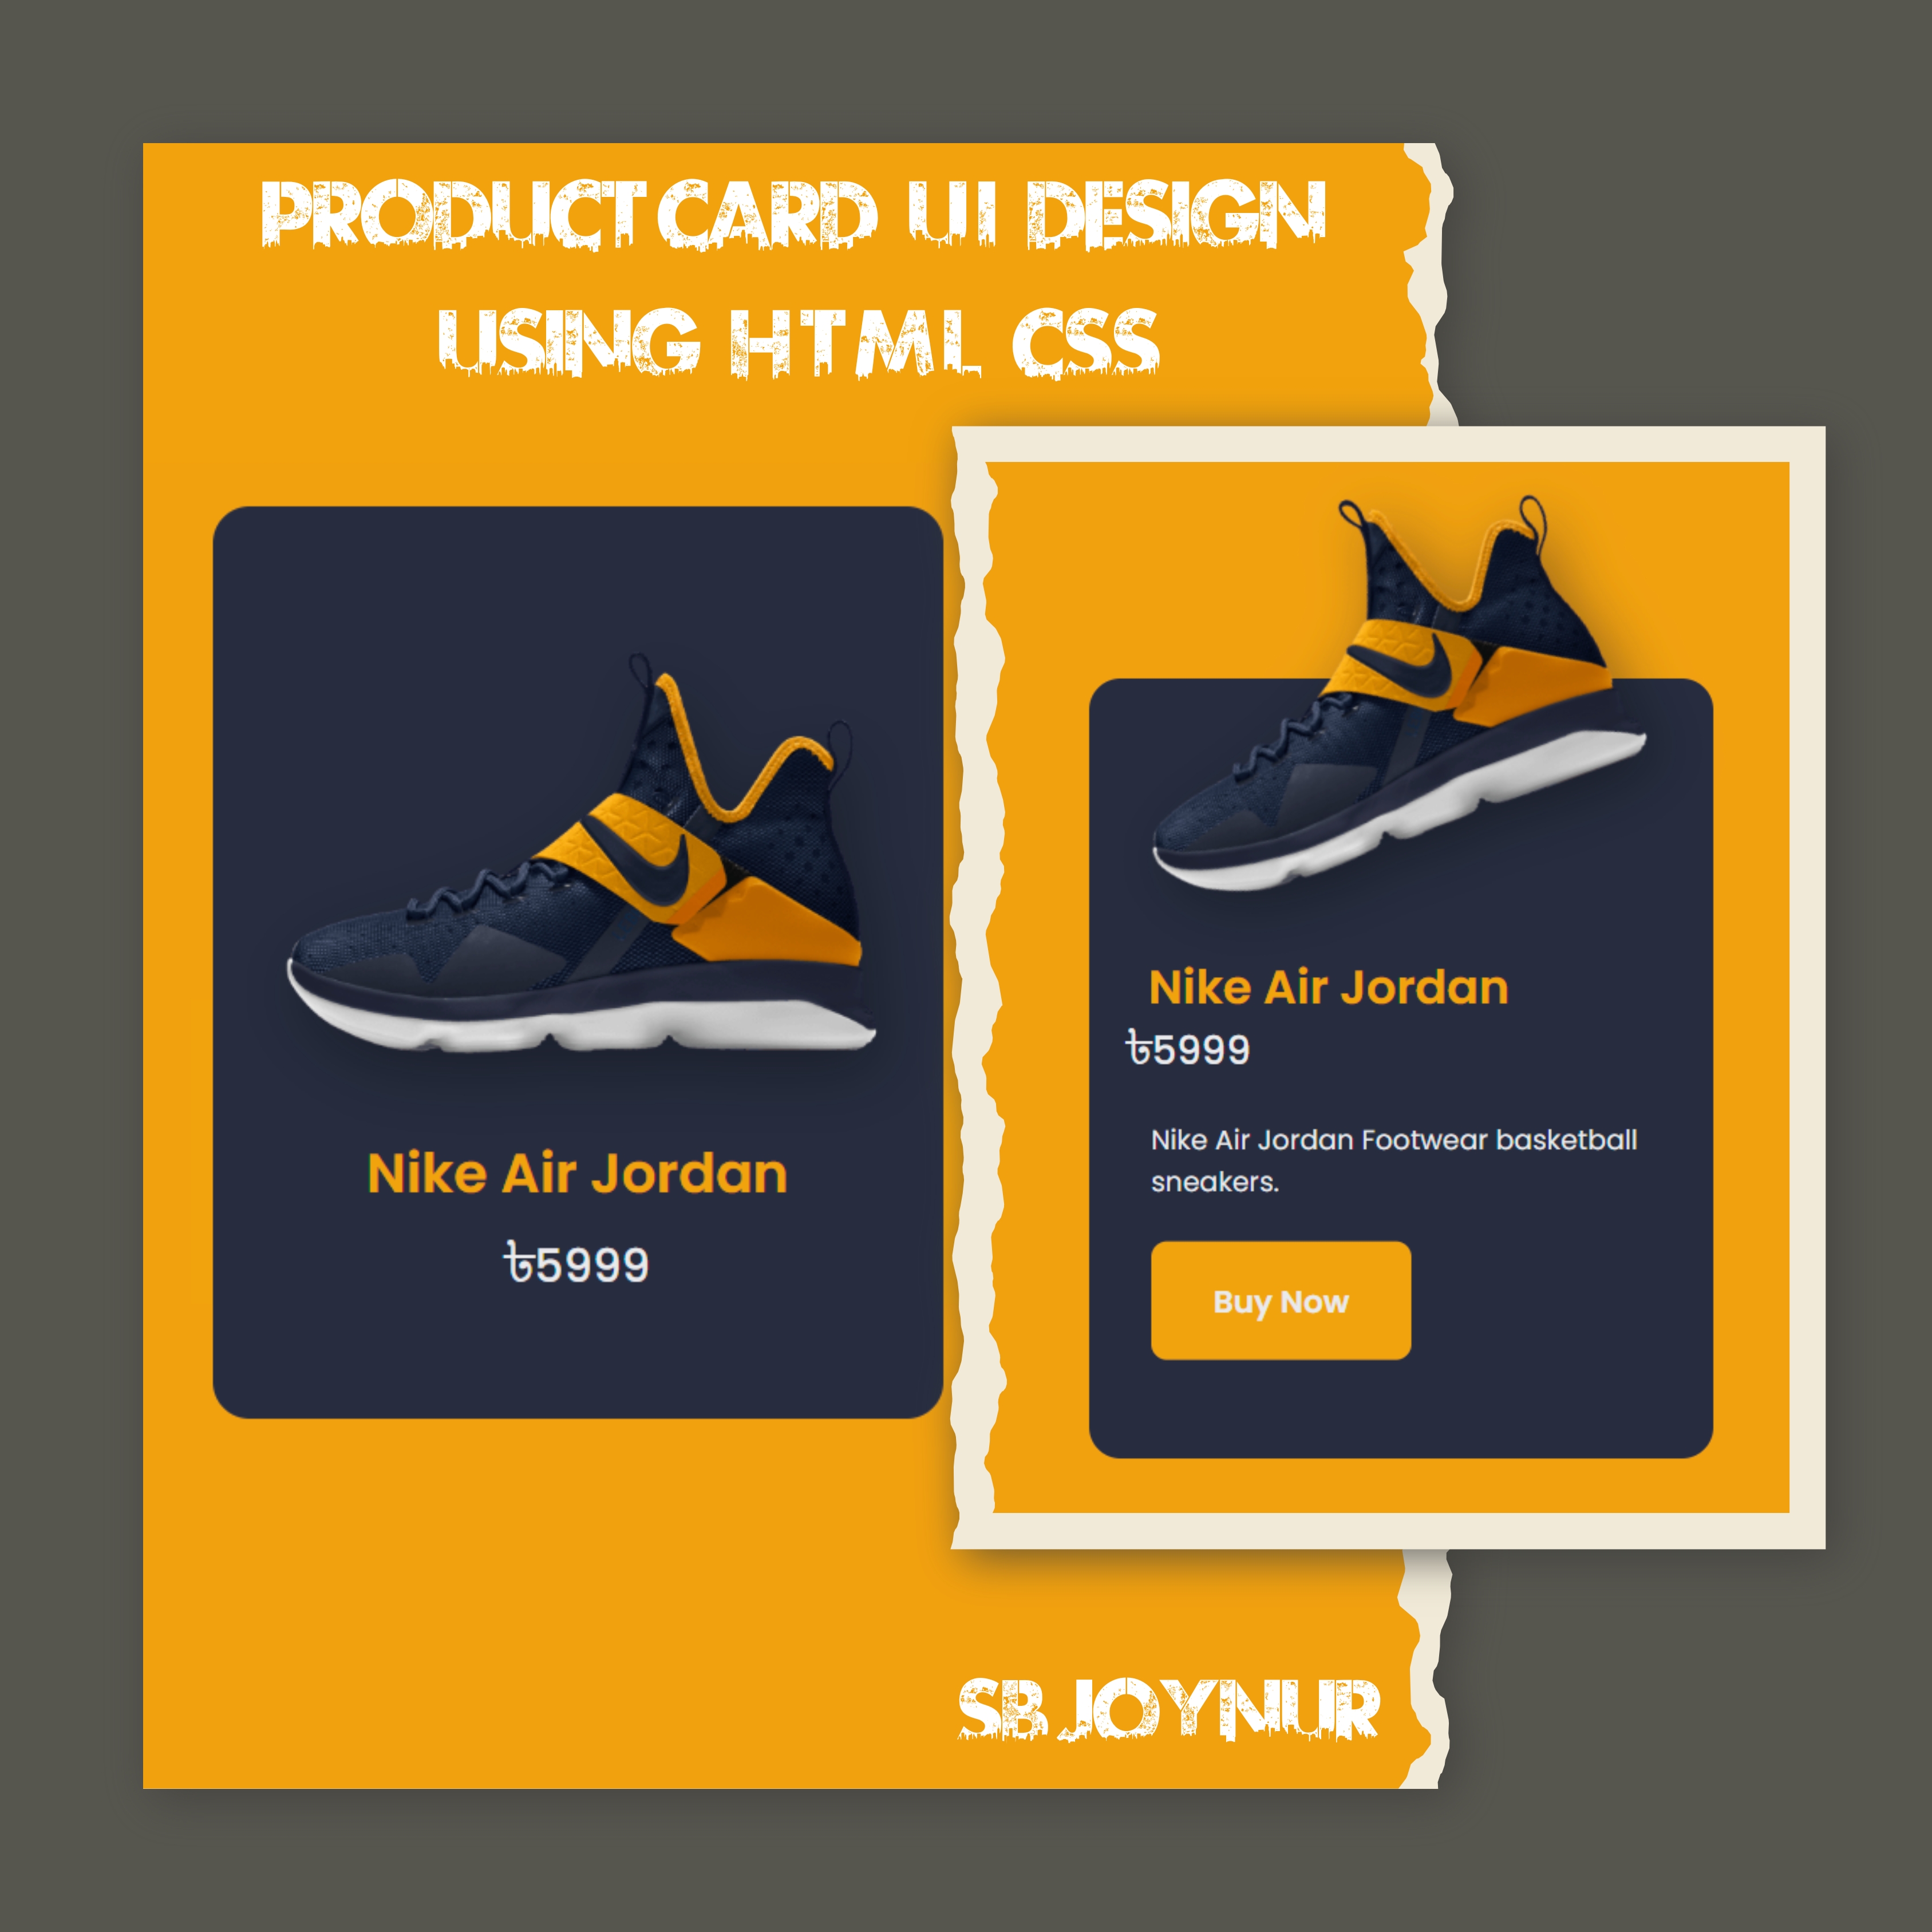 PRODUCT CARD UI DESIGN
USING HTML CSS
Nike Air Jordan
৳5999
Nike Air Jordan
৳5999
Nike Air Jordan Footwear basketball
sneakers.
Buy Now
SB JOYNUR